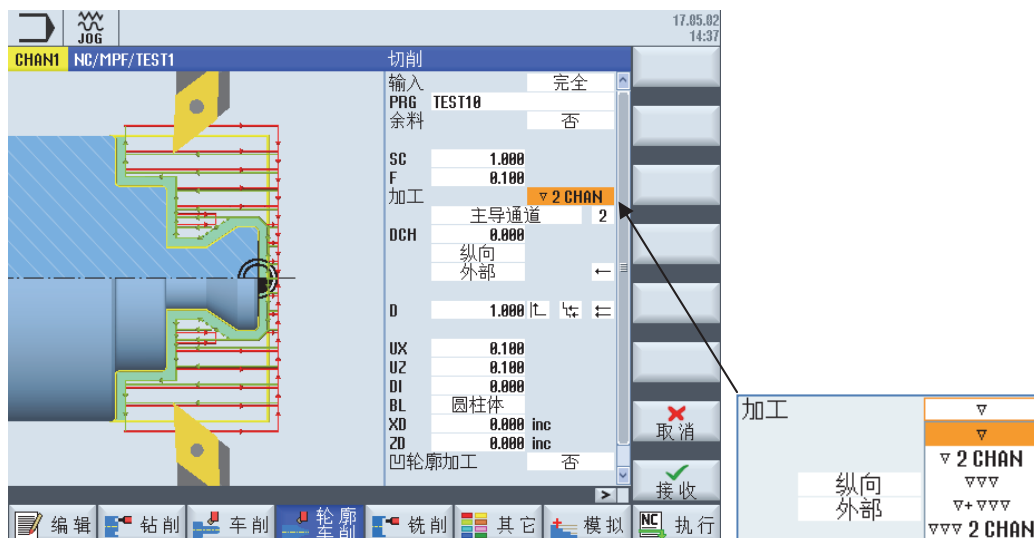 JOG
17.05.02
14:37
CHAN1 NC/MPF/TEST1
切削
输入 完全
PRG TEST10
余料 否
SC 1.000
F 0.100
加工 ▽ 2 CHAN
主导通道 2
DCH 0.000
纵向
外部 ←
D 1.000
UX 0.100
UZ 0.100
DI 0.000
BL 圆柱体
XD 0.000 inc
ZD 0.000 inc
凹轮廓加工 否
取消
接收
编辑 钻削 车削 轮廓车削 铣削 其它 模拟 NC 执行
加工 ▽
▽
▽ 2 CHAN
纵向 ▽▽▽
外部 ▽+ ▽▽▽
▽▽▽ 2 CHAN